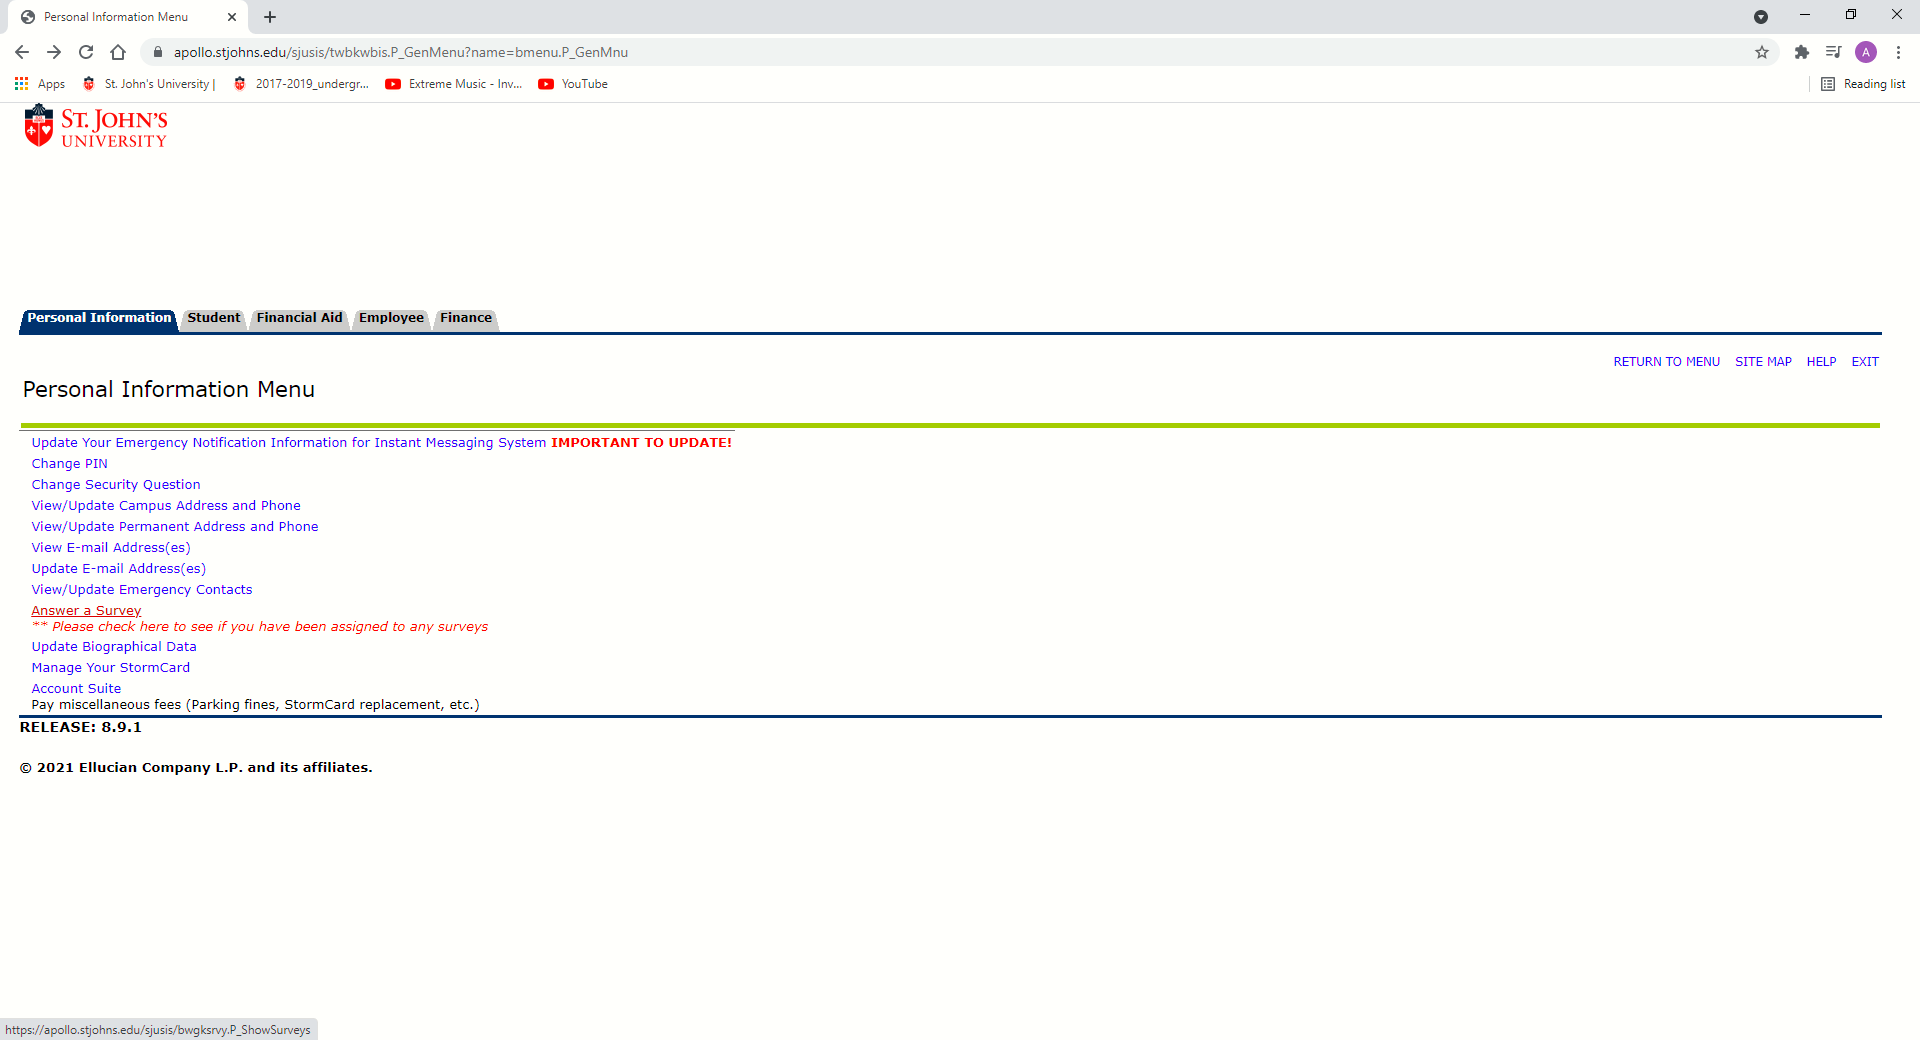 Personal Information Menu
apollo.stjohns.edu/sjusis/twbkwbis.P_GenMenu?name=bmenu.P_GenMnu
A
Apps
St. John's University |
2017-2019_undergr...
Extreme Music - Inv...
YouTube
Reading list
ST. JOHN'S
UNIVERSITY
Personal Information
Student
Financial Aid
Employee
Finance
RETURN TO MENU
SITE MAP
HELP
EXIT
Personal Information Menu
Update Your Emergency Notification Information for Instant Messaging System IMPORTANT TO UPDATE!
Change PIN
Change Security Question
View/Update Campus Address and Phone
View/Update Permanent Address and Phone
View E-mail Address(es)
Update E-mail Address(es)
View/Update Emergency Contacts
Answer a Survey
** Please check here to see if you have been assigned to any surveys
Update Biographical Data
Manage Your StormCard
Account Suite
Pay miscellaneous fees (Parking fines, StormCard replacement, etc.)
RELEASE: 8.9.1
© 2021 Ellucian Company L.P. and its affiliates.
https://apollo.stjohns.edu/sjusis/bwgksrvy.P_ShowSurveys